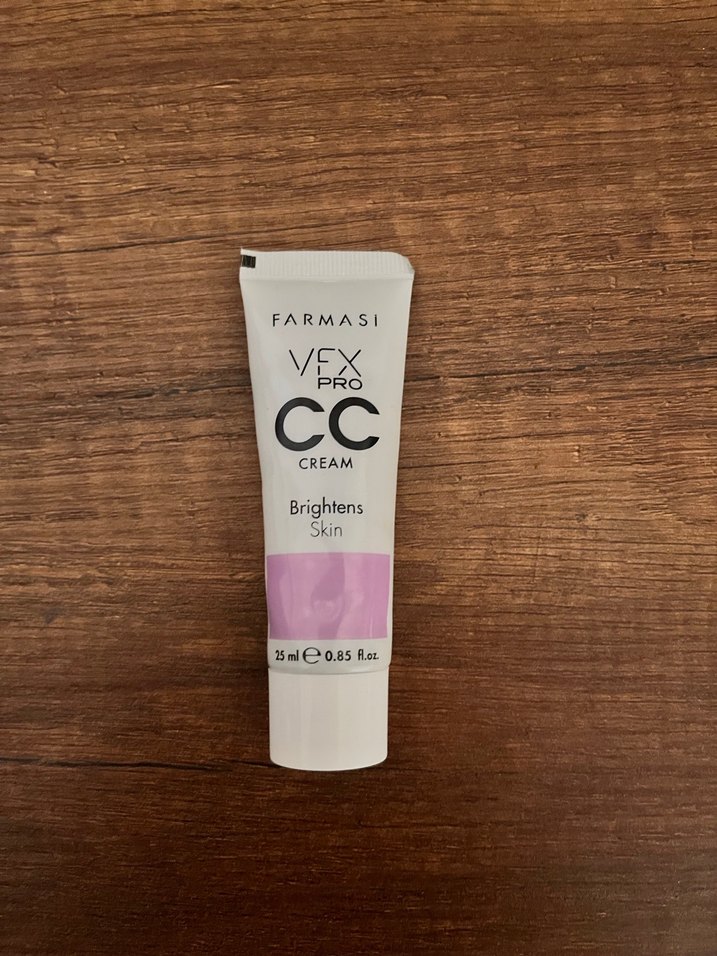 FARMASi
VFX
PRO
CC
CREAM
Brightens
Skin
25 ml ℮ 0.85 fl.oz.